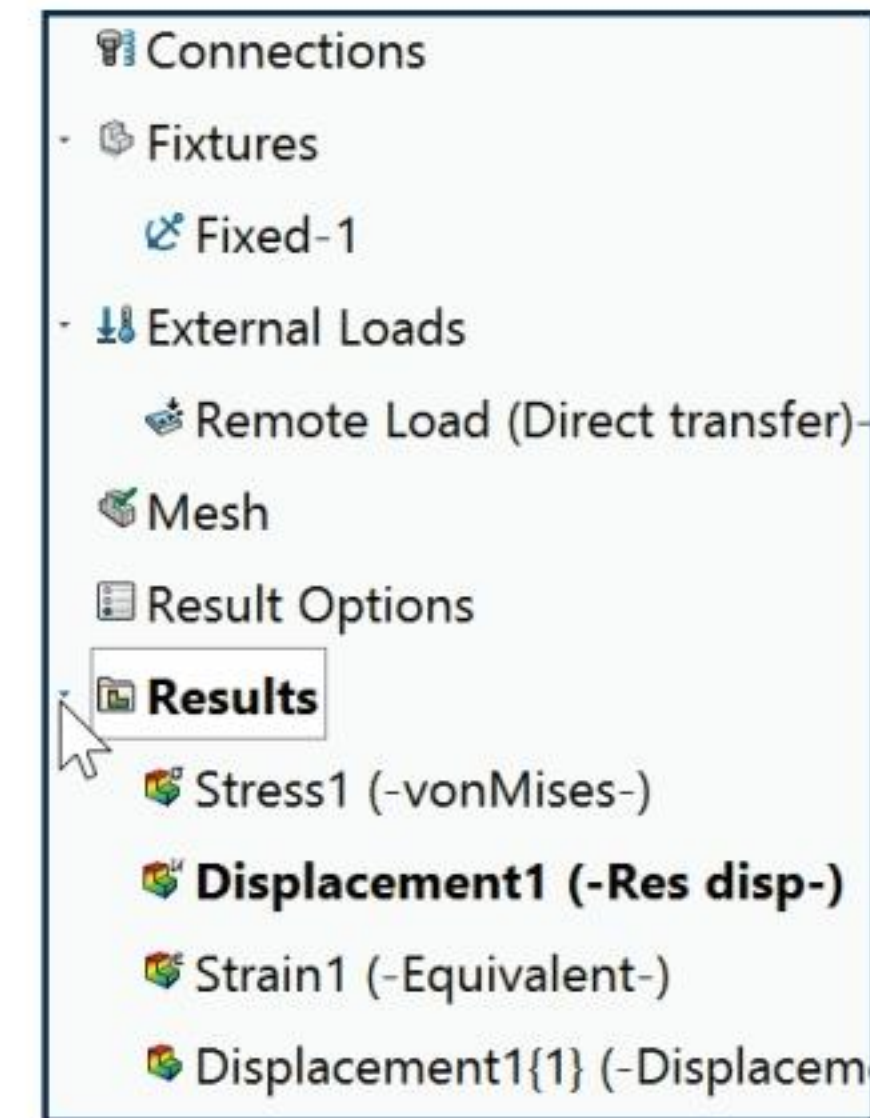 Connections
Fixtures
Fixed-1
External Loads
Remote Load (Direct transfer)-
Mesh
Result Options
Results
Stress1 (-vonMises-)
Displacement1 (-Res disp-)
Strain1 (-Equivalent-)
Displacement1{1} (-Displacem